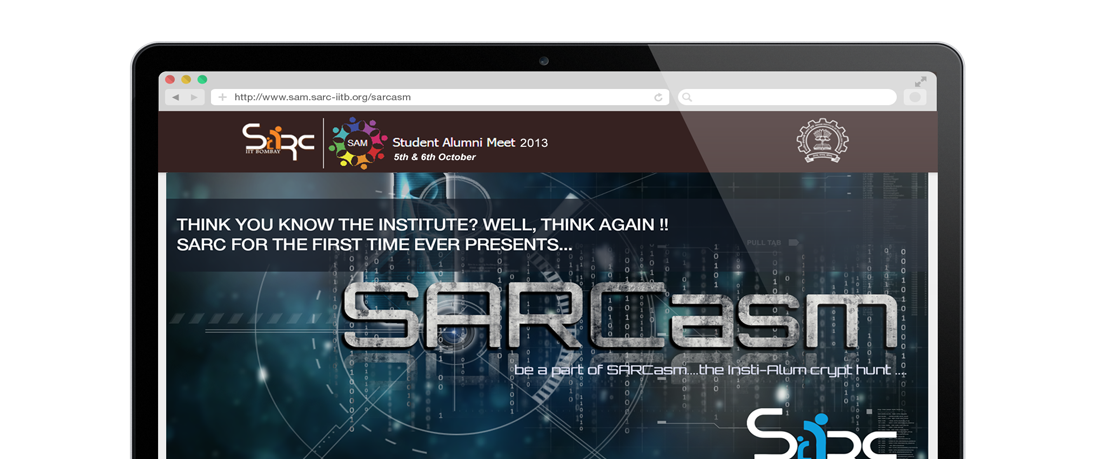 http://www.sam.sarc-iitb.org/sarcasm
SARC
IIT BOMBAY
SAM
Student Alumni Meet 2013
5th & 6th October
THINK YOU KNOW THE INSTITUTE? WELL, THINK AGAIN !!
SARC FOR THE FIRST TIME EVER PRESENTS...
PULL TAB
SARCasm
be a part of SARCasm....the Insti-Alum crypt hunt ....
SARC